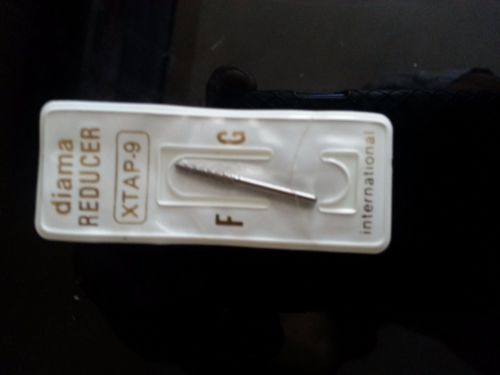 diama
REDUCER
XTAP-9
F G
international